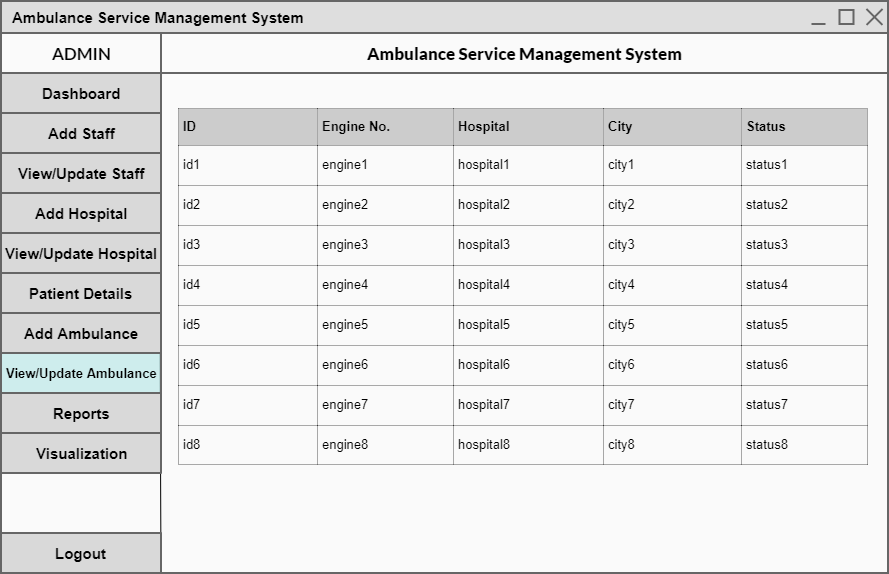 Ambulance Service Management System
ADMIN
Ambulance Service Management System
Dashboard
Add Staff
View/Update Staff
Add Hospital
View/Update Hospital
Patient Details
Add Ambulance
View/Update Ambulance
Reports
Visualization
Logout
ID Engine No. Hospital City Status
id1 engine1 hospital1 city1 status1
id2 engine2 hospital2 city2 status2
id3 engine3 hospital3 city3 status3
id4 engine4 hospital4 city4 status4
id5 engine5 hospital5 city5 status5
id6 engine6 hospital6 city6 status6
id7 engine7 hospital7 city7 status7
id8 engine8 hospital8 city8 status8